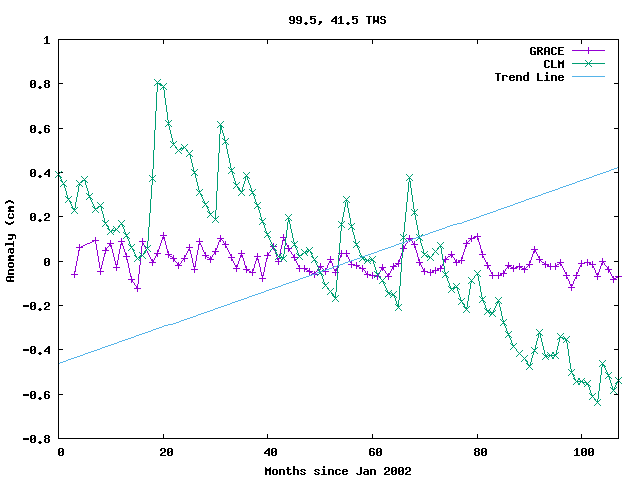 99.5, 41.5 TWS
GRACE
CLM
Trend Line
1
0.8
0.6
0.4
0.2
0
-0.2
-0.4
-0.6
-0.8
Anomaly (cm)
0 20 40 60 80 100
Months since Jan 2002